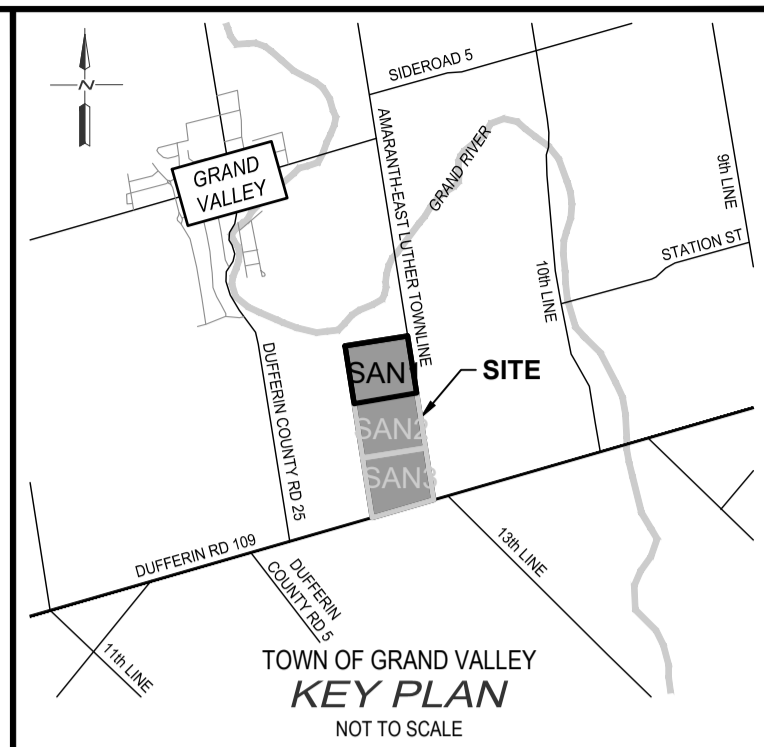 N
SIDEROAD 5
GRAND
VALLEY
AMARANTH-EAST LUTHER TOWNLINE
GRAND RIVER
9th LINE
10th LINE
STATION ST
DUFFERIN COUNTY RD 25
SAN1
SITE
SAN2
SAN3
DUFFERIN RD 109
DUFFERIN
COUNTY RD 5
13th LINE
11th LINE
TOWN OF GRAND VALLEY
KEY PLAN
NOT TO SCALE